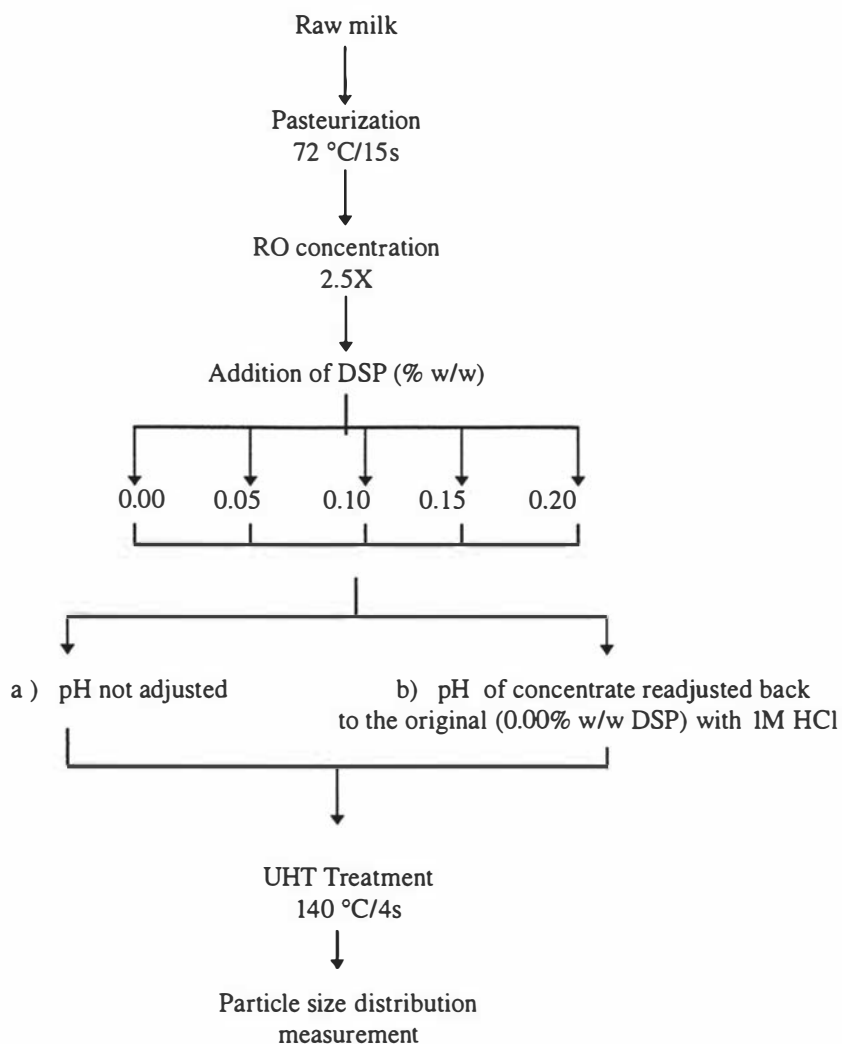 Raw milk
Pasteurization
72 °C/15s
RO concentration
2.5X
Addition of DSP (% w/w)
0.00 0.05 0.10 0.15 0.20
a ) pH not adjusted
b) pH of concentrate readjusted back
to the original (0.00% w/w DSP) with 1M HCl
UHT Treatment
140 °C/4s
Particle size distribution
measurement